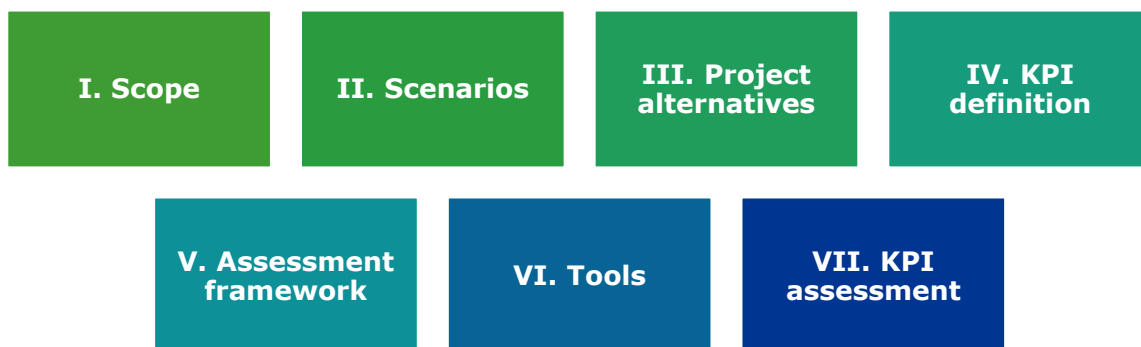 I. Scope
II. Scenarios
III. Project
alternatives
IV. KPI
definition
V. Assessment
framework
VI. Tools
VII. KPI
assessment